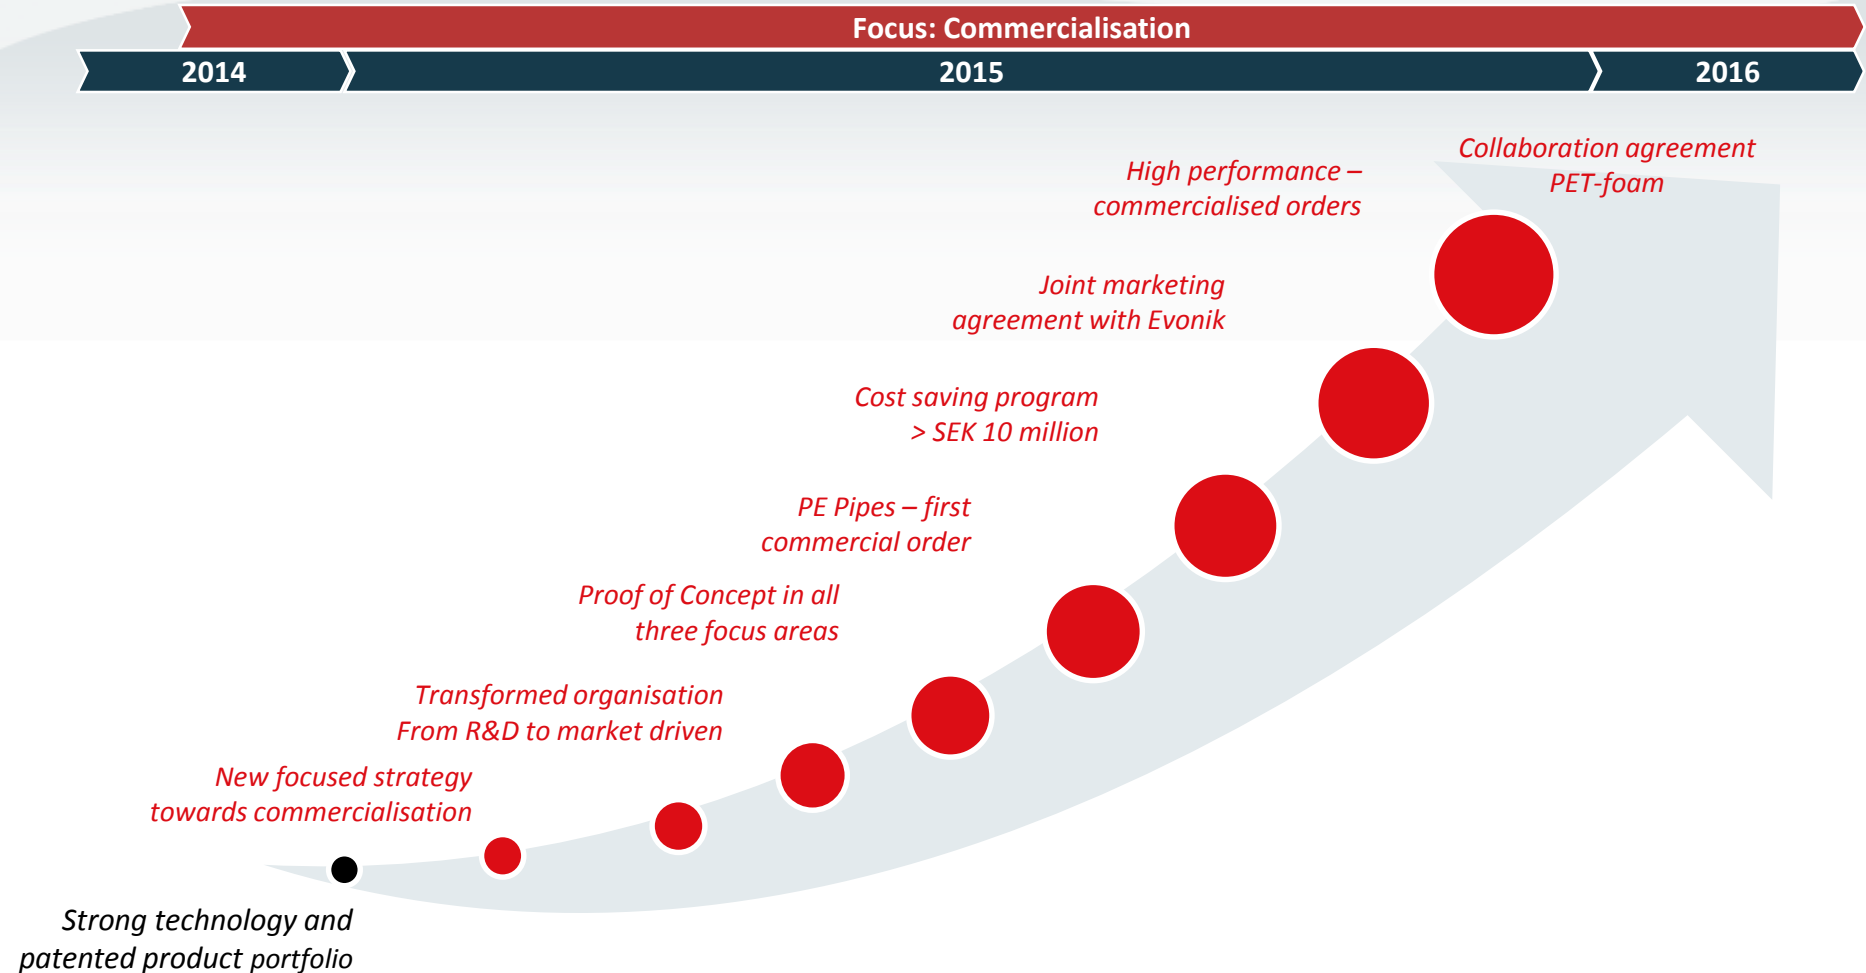 Focus: Commercialisation
2014
2015
2016
Collaboration agreement
PET-foam
High performance –
commercialised orders
Joint marketing
agreement with Evonik
Cost saving program
> SEK 10 million
PE Pipes – first
commercial order
Proof of Concept in all
three focus areas
Transformed organisation
From R&D to market driven
New focused strategy
towards commercialisation
Strong technology and
patented product portfolio